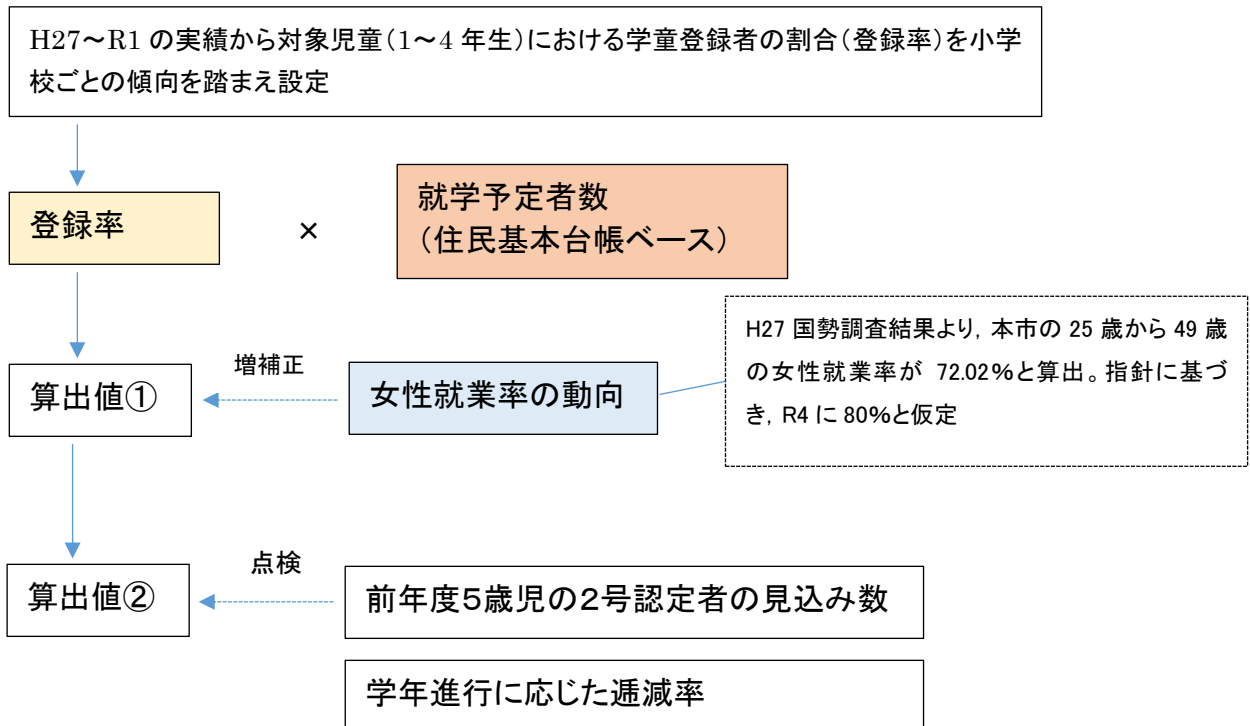 H27～R1 の実績から対象児童(1～4 年生)における学童登録者の割合(登録率)を小学
校ごとの傾向を踏まえ設定
登録率
×
就学予定者数
(住民基本台帳ベース)
H27 国勢調査結果より，本市の 25 歳から 49 歳
の女性就業率が 72.02%と算出。指針に基づ
き，R4 に 80%と仮定
算出値①
増補正
女性就業率の動向
算出値②
点検
前年度５歳児の２号認定者の見込み数
学年進行に応じた逓減率